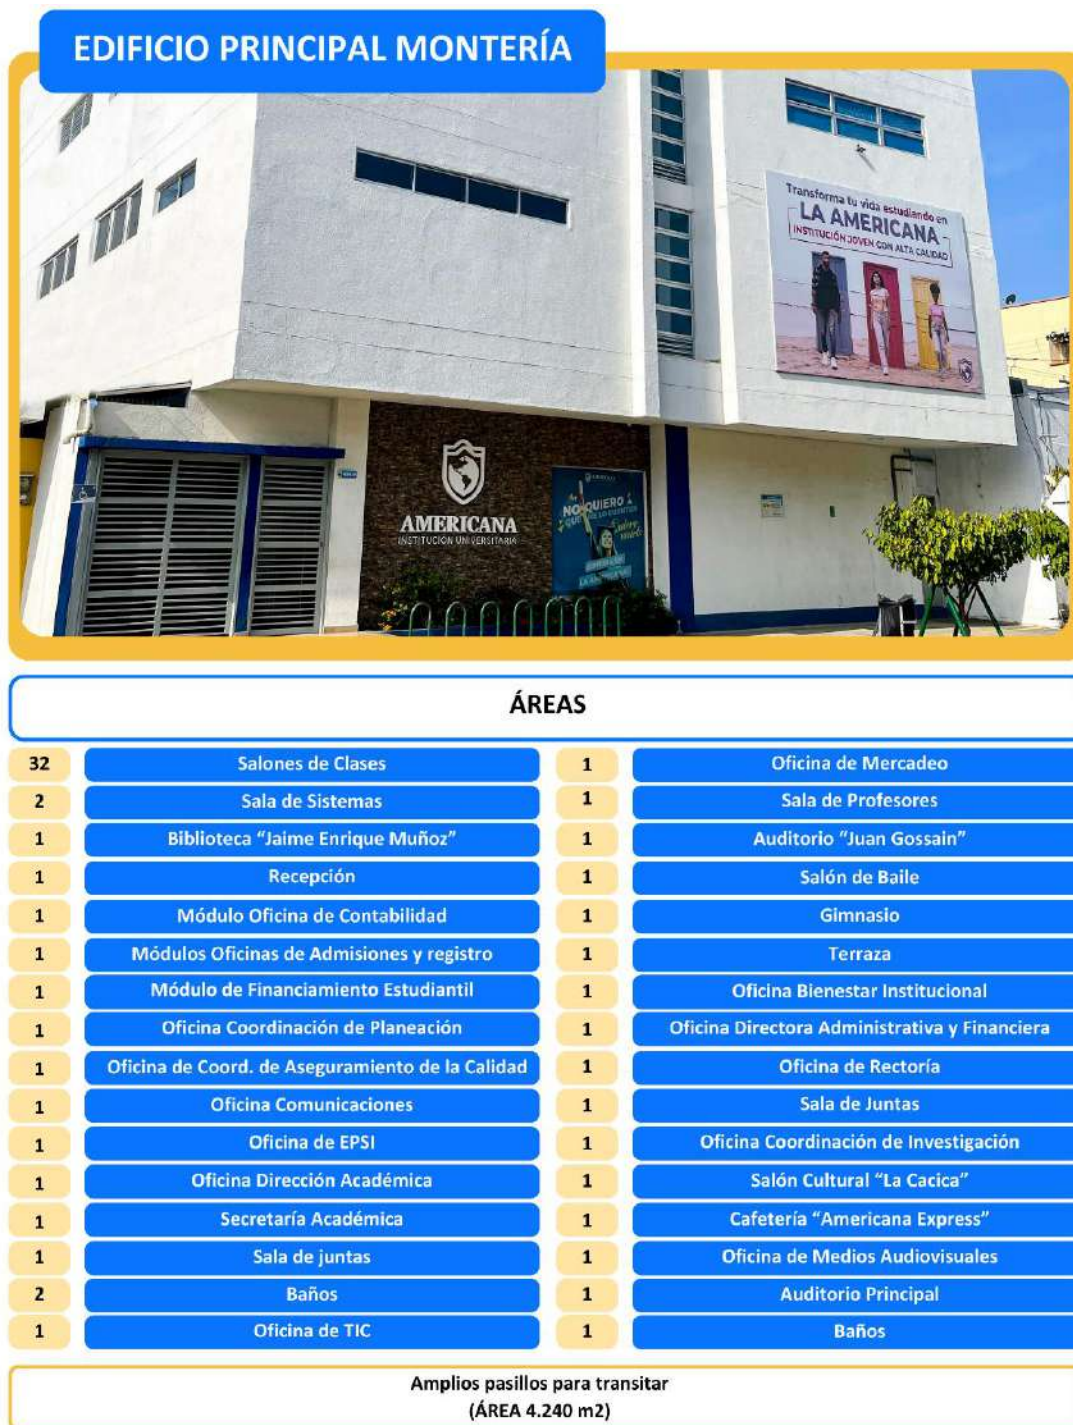 EDIFICIO PRINCIPAL MONTERÍA
Transforma tu vida estudiando en
LA AMERICANA
INSTITUCIÓN JOVEN CON ALTA CALIDAD
AMERICANA
INSTITUCIÓN UNIVERSITARIA
NO QUIERO
ÁREAS
32 Salones de Clases
1 Oficina de Mercadeo
2 Sala de Sistemas
1 Sala de Profesores
1 Biblioteca “Jaime Enrique Muñoz”
1 Auditorio “Juan Gossain”
1 Recepción
1 Salón de Baile
1 Módulo Oficina de Contabilidad
1 Gimnasio
1 Módulos Oficinas de Admisiones y registro
1 Terraza
1 Módulo de Financiamiento Estudiantil
1 Oficina Bienestar Institucional
1 Oficina Coordinación de Planeación
1 Oficina Directora Administrativa y Financiera
1 Oficina de Coord. de Aseguramiento de la Calidad
1 Oficina de Rectoría
1 Oficina Comunicaciones
1 Sala de Juntas
1 Oficina de EPSI
1 Oficina Coordinación de Investigación
1 Oficina Dirección Académica
1 Salón Cultural “La Cacica”
1 Secretaría Académica
1 Cafetería “Americana Express”
1 Sala de juntas
1 Oficina de Medios Audiovisuales
2 Baños
1 Auditorio Principal
1 Oficina de TIC
1 Baños
Amplios pasillos para transitar
(ÁREA 4.240 m2)